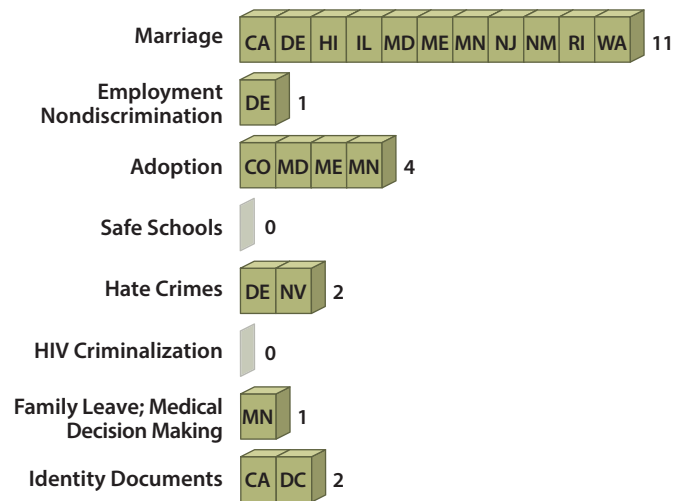 Marriage CA DE HI IL MD ME MN NJ NM RI WA 11
Employment
Nondiscrimination DE 1
Adoption CO MD ME MN 4
Safe Schools 0
Hate Crimes DE NV 2
HIV Criminalization 0
Family Leave; Medical
Decision Making MN 1
Identity Documents CA DC 2